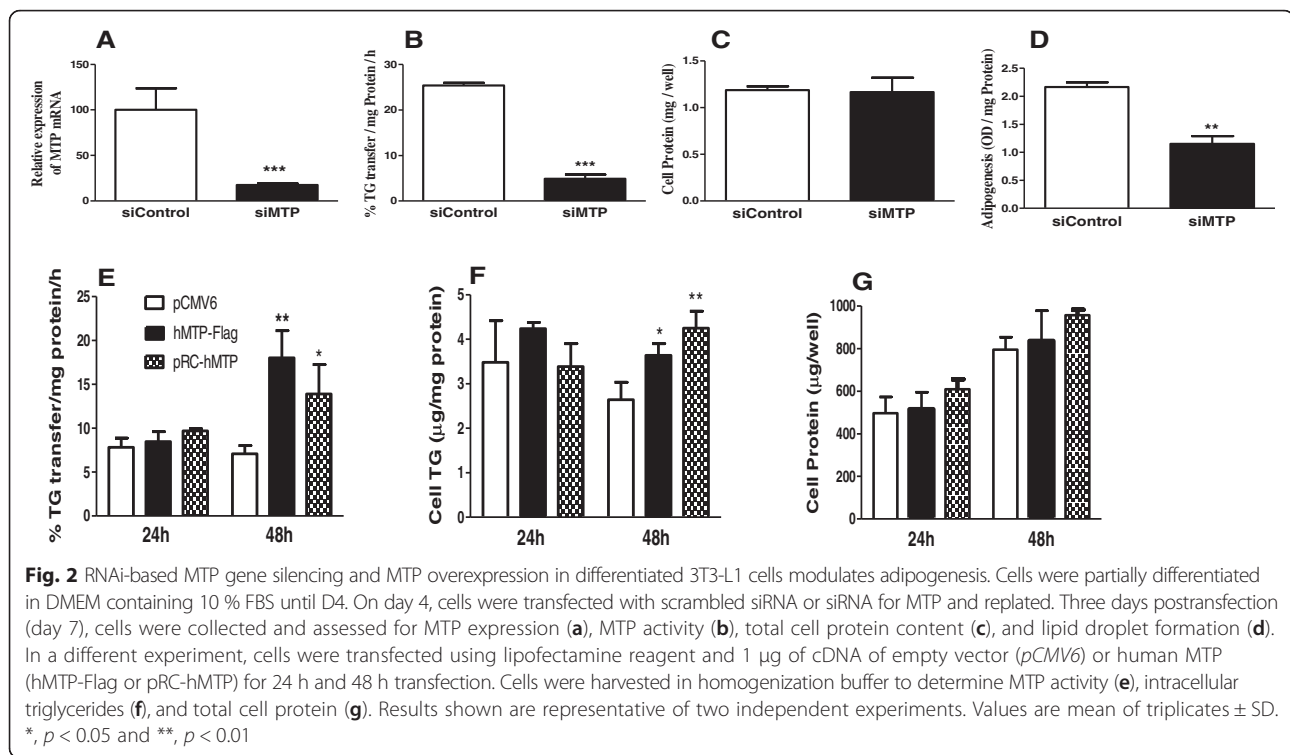 A
Relative expression
of MTP mRNA
150
100
50
0
***
siControl
siMTP
B
% TG transfer / mg Protein / h
30
20
10
0
***
siControl
siMTP
C
Cell Protein (mg / well)
1.5
1.0
0.5
0.0
siControl
siMTP
D
Adipogenesis (OD / mg Protein)
2.5
2.0
1.5
1.0
0.5
0.0
**
siControl
siMTP
E
% TG transfer/mg protein/h
25
20
15
10
5
0
pCMV6
hMTP-Flag
pRC-hMTP
**
*
24h
48h
F
Cell TG (µg/mg protein)
5
4
3
2
1
0
*
**
24h
48h
G
Cell Protein (µg/well)
1000
800
600
400
200
0
24h
48h
Fig. 2 RNAi-based MTP gene silencing and MTP overexpression in differentiated 3T3-L1 cells modulates adipogenesis. Cells were partially differentiated
in DMEM containing 10 % FBS until D4. On day 4, cells were transfected with scrambled siRNA or siRNA for MTP and replated. Three days postransfection
(day 7), cells were collected and assessed for MTP expression (a), MTP activity (b), total cell protein content (c), and lipid droplet formation (d).
In a different experiment, cells were transfected using lipofectamine reagent and 1 µg of cDNA of empty vector (pCMV6) or human MTP
(hMTP-Flag or pRC-hMTP) for 24 h and 48 h transfection. Cells were harvested in homogenization buffer to determine MTP activity (e), intracellular
triglycerides (f), and total cell protein (g). Results shown are representative of two independent experiments. Values are mean of triplicates ± SD.
*, p < 0.05 and **, p < 0.01